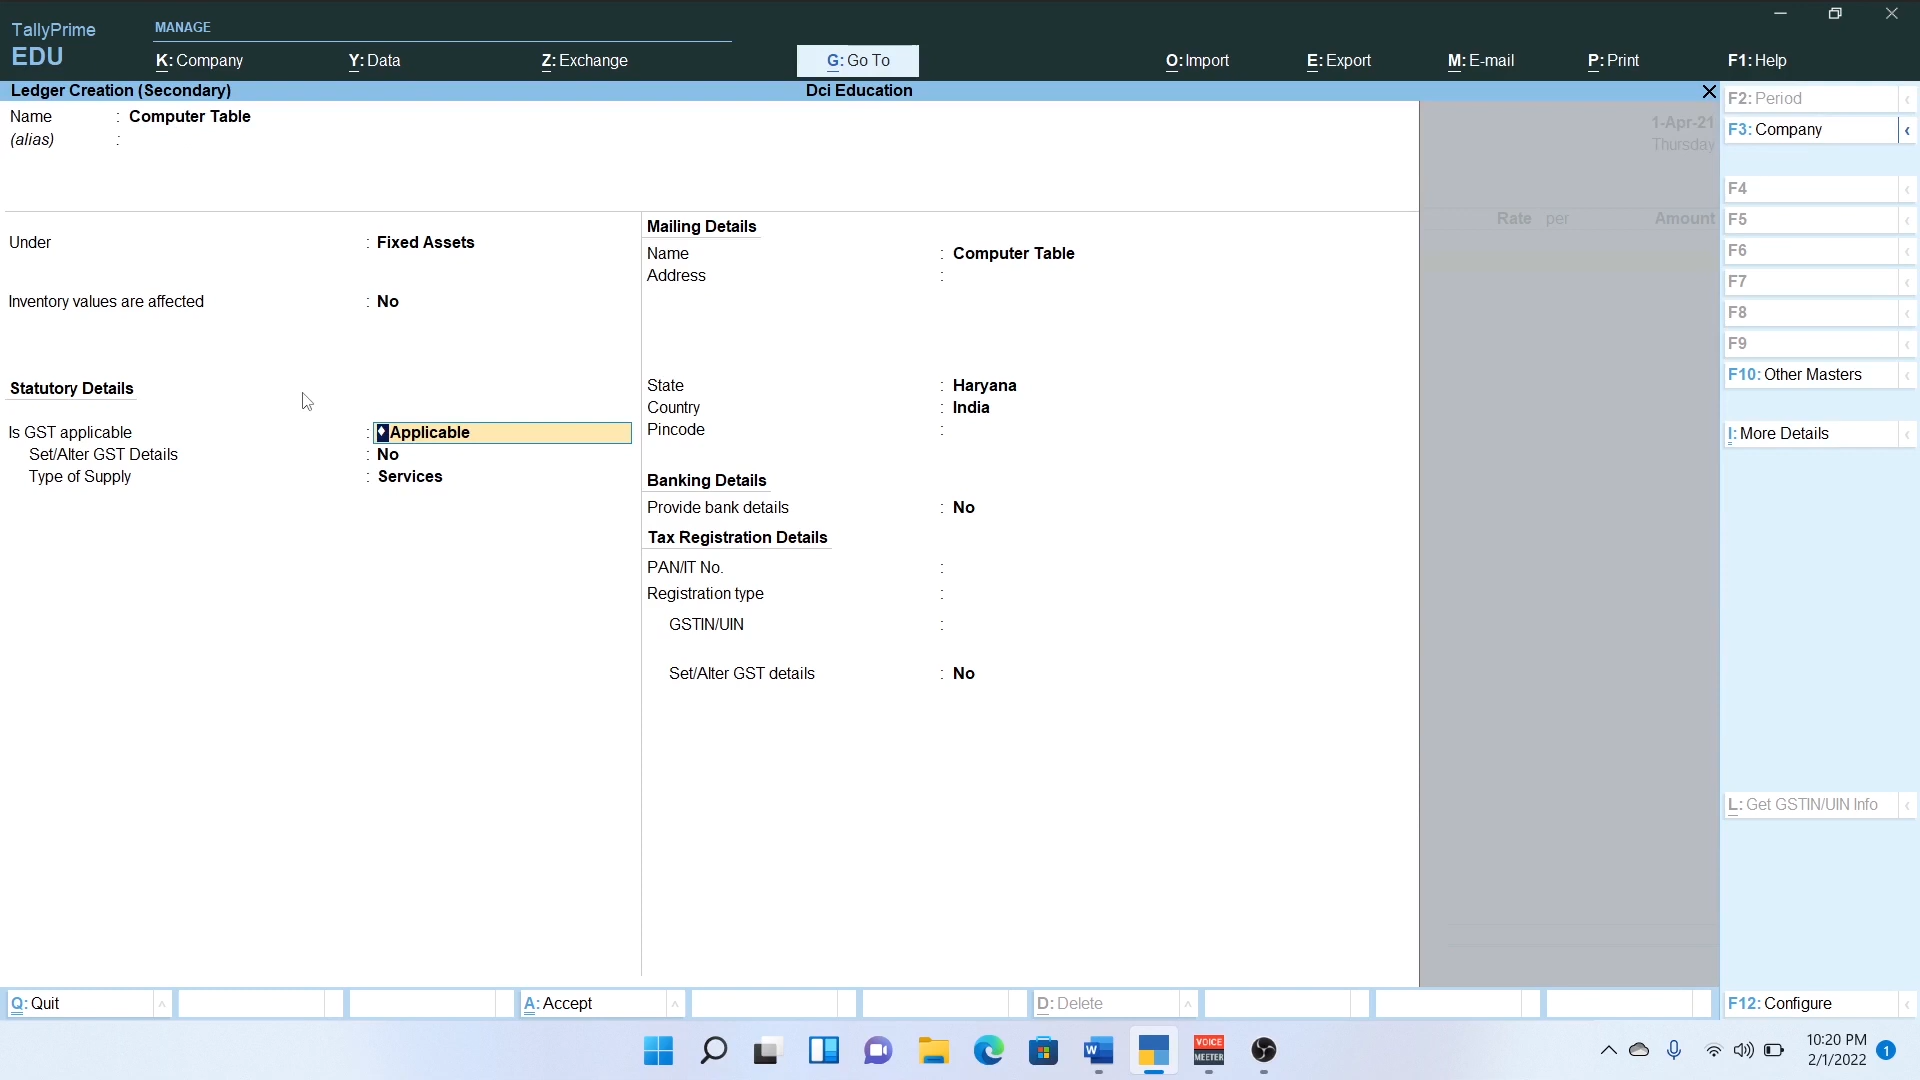 TallyPrime
EDU
MANAGE
K: Company
Y: Data
Z: Exchange
G: Go To
O: Import
E: Export
M: E-mail
P: Print
F1: Help
Ledger Creation (Secondary)
Dci Education
Name : Computer Table
(alias) :
1-Apr-21
Thursday
Rate per Amount
Under : Fixed Assets
Inventory values are affected : No
Statutory Details
Is GST applicable : Applicable
Set/Alter GST Details : No
Type of Supply : Services
Mailing Details
Name : Computer Table
Address :
State : Haryana
Country : India
Pincode :
Banking Details
Provide bank details : No
Tax Registration Details
PAN/IT No. :
Registration type :
GSTIN/UIN :
Set/Alter GST details : No
F2: Period
F3: Company
F4
F5
F6
F7
F8
F9
F10: Other Masters
I: More Details
L: Get GSTIN/UIN Info
F12: Configure
Q: Quit
A: Accept
D: Delete
W
VOICE
MEETER
10:20 PM
2/1/2022
1